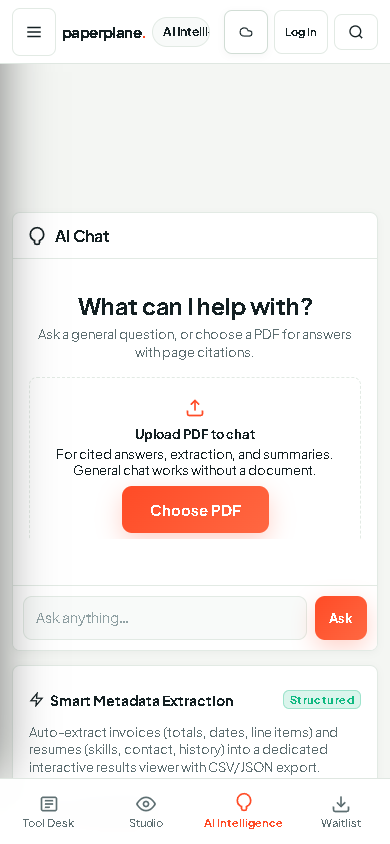 paperplane.
AI Intelli
Log In
AI Chat
What can I help with?
Ask a general question, or choose a PDF for answers
with page citations.
Upload PDF to chat
For cited answers, extraction, and summaries.
General chat works without a document.
Choose PDF
Ask anything...
Ask
Smart Metadata Extraction
Structured
Auto-extract invoices (totals, dates, line items) and
resumes (skills, contact, history) into a dedicated
interactive results viewer with CSV/JSON export.
Tool Desk
Studio
AI Intelligence
Waitlist